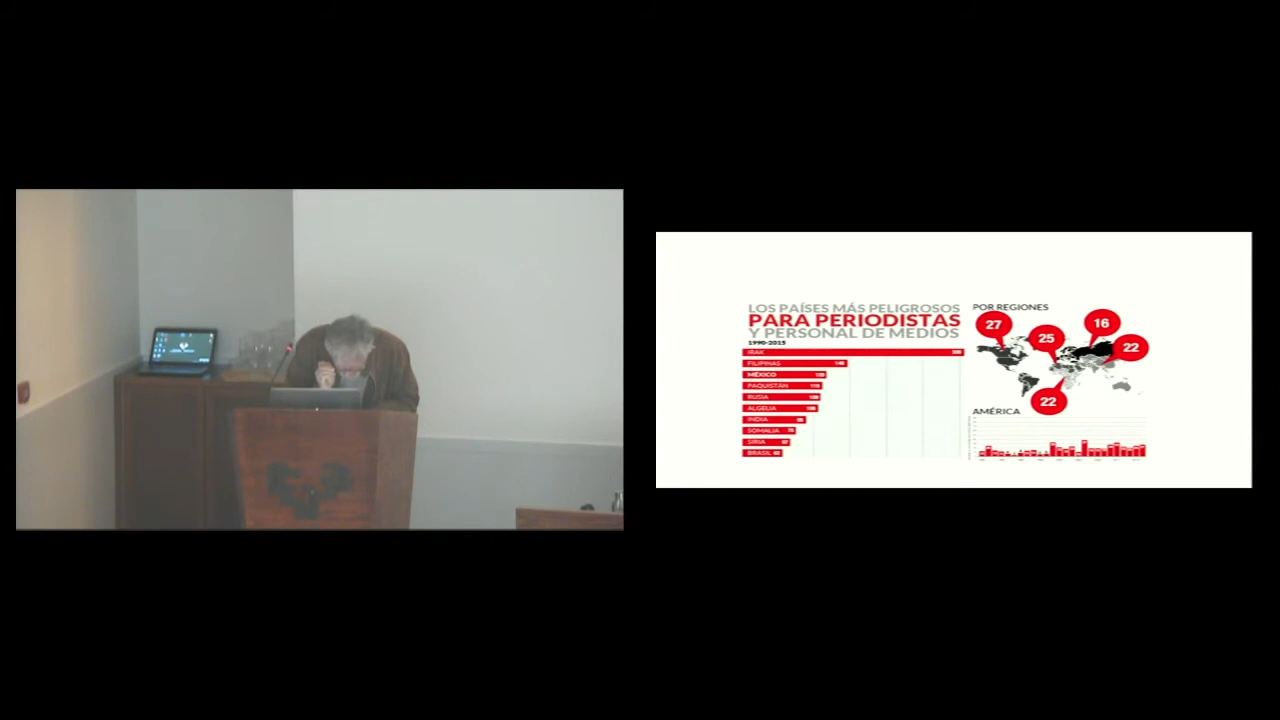 LOS PAÍSES MÁS PELIGROSOS
PARA PERIODISTAS
Y PERSONAL DE MEDIOS
1990-2015
IRAK
FILIPINAS
MÉXICO
PAQUISTÁN
RUSIA
ALGELIA
INDIA
SOMALIA
SIRIA
BRASIL
POR REGIONES
27
25
16
22
22
AMÉRICA